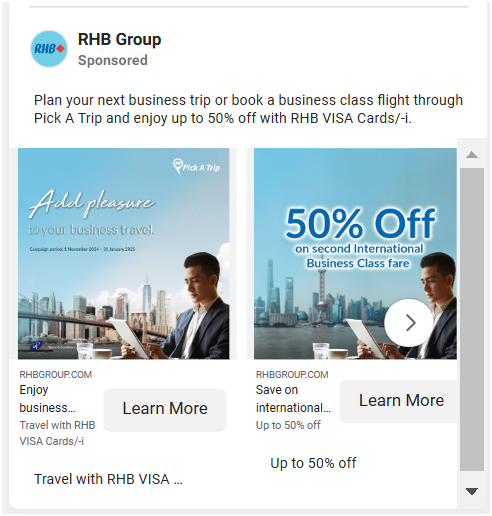 RHB
RHB Group
Sponsored
Plan your next business trip or book a business class flight through
Pick A Trip and enjoy up to 50% off with RHB VISA Cards/-i.
Pick A Trip
Add pleasure
to your business travel.
Campaign period: 1 November 2024 – 31 January 2025
50% Off
on second International
Business Class fare
RHBGROUP.COM
Enjoy
business...
Travel with RHB
VISA Cards/-i
Learn More
Travel with RHB VISA ...
RHBGROUP.COM
Save on
international...
Up to 50% off
Learn More
Up to 50% off